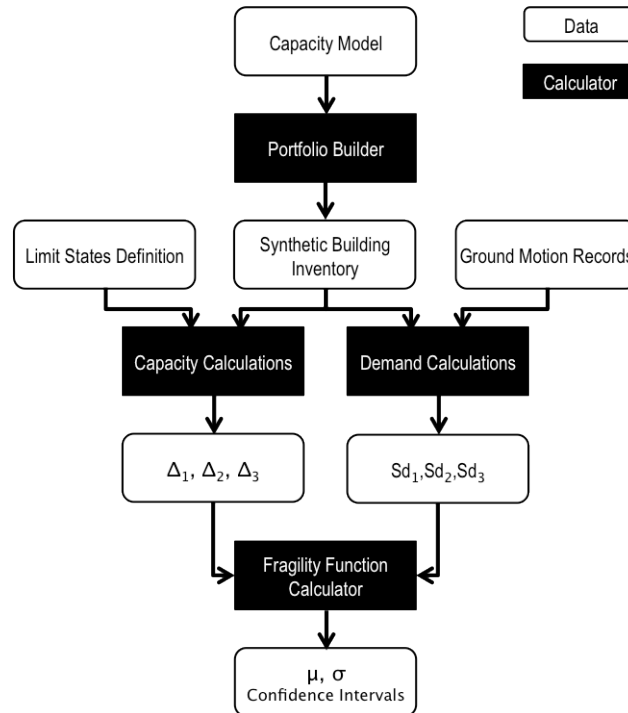 Capacity Model
Data
Calculator
Portfolio Builder
Limit States Definition
Synthetic Building
Inventory
Ground Motion Records
Capacity Calculations
Demand Calculations
Δ₁, Δ₂, Δ₃
Sd₁,Sd₂,Sd₃
Fragility Function
Calculator
μ, σ
Confidence Intervals